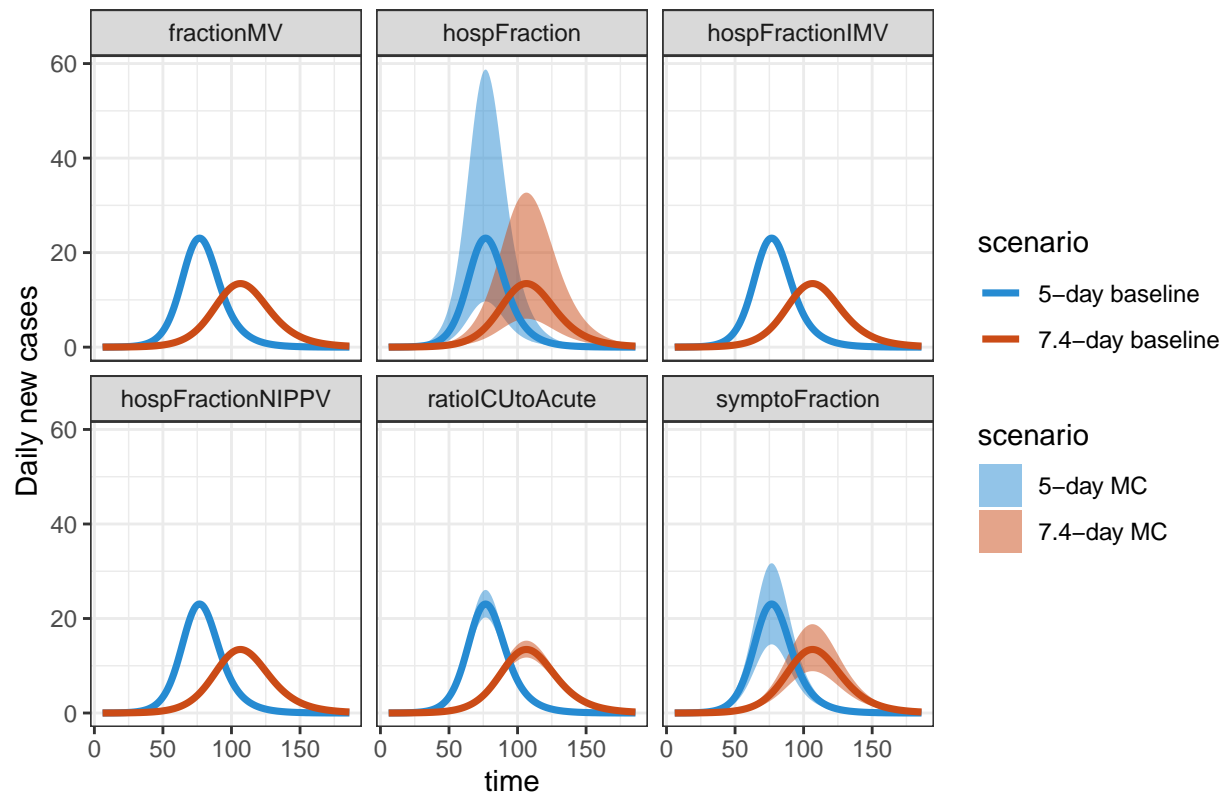 fractionMV hospFraction hospFractionIMV
60
40
20
0
0 50 100 150 0 50 100 150 0 50 100 150
hospFractionNIPPV ratioICUtoAcute symptoFraction
60
40
20
0
Daily new cases
time
scenario
5−day baseline
7.4−day baseline
scenario
5−day MC
7.4−day MC